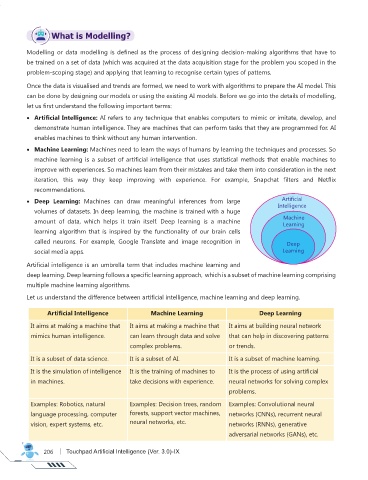 What is Modelling?
Modelling or data modelling is defined as the process of designing decision-making algorithms that have to
be trained on a set of data (which was acquired at the data acquisition stage for the problem you scoped in the
problem-scoping stage) and applying that learning to recognise certain types of patterns.
Once the data is visualised and trends are formed, we need to work with algorithms to prepare the AI model. This
can be done by designing our models or using the existing AI models. Before we go into the details of modelling,
let us first understand the following important terms:
• Artificial Intelligence: AI refers to any technique that enables computers to mimic or imitate, develop, and
demonstrate human intelligence. They are machines that can perform tasks that they are programmed for. AI
enables machines to think without any human intervention.
• Machine Learning: Machines need to learn the ways of humans by learning the techniques and processes. So
machine learning is a subset of artificial intelligence that uses statistical methods that enable machines to
improve with experiences. So machines learn from their mistakes and take them into consideration in the next
iteration, this way they keep improving with experience. For example, Snapchat filters and Netflix
recommendations.
• Deep Learning: Machines can draw meaningful inferences from large
volumes of datasets. In deep learning, the machine is trained with a huge
amount of data, which helps it train itself. Deep learning is a machine
learning algorithm that is inspired by the functionality of our brain cells
called neurons. For example, Google Translate and image recognition in
social media apps.
Artificial
Intelligence
Machine
Learning
Deep
Learning
Artificial intelligence is an umbrella term that includes machine learning and
deep learning. Deep learning follows a specific learning approach, which is a subset of machine learning comprising
multiple machine learning algorithms.
Let us understand the difference between artificial intelligence, machine learning and deep learning.
Artificial Intelligence Machine Learning Deep Learning
It aims at making a machine that It aims at making a machine that It aims at building neural network
mimics human intelligence. can learn through data and solve that can help in discovering patterns
complex problems. or trends.
It is a subset of data science. It is a subset of AI. It is a subset of machine learning.
It is the simulation of intelligence It is the training of machines to It is the process of using artificial
in machines. take decisions with experience. neural networks for solving complex
problems.
Examples: Robotics, natural Examples: Decision trees, random Examples: Convolutional neural
language processing, computer forests, support vector machines, networks (CNNs), recurrent neural
vision, expert systems, etc. neural networks, etc. networks (RNNs), generative
adversarial networks (GANs), etc.
206 | Touchpad Artificial Intelligence (Ver. 3.0)-IX